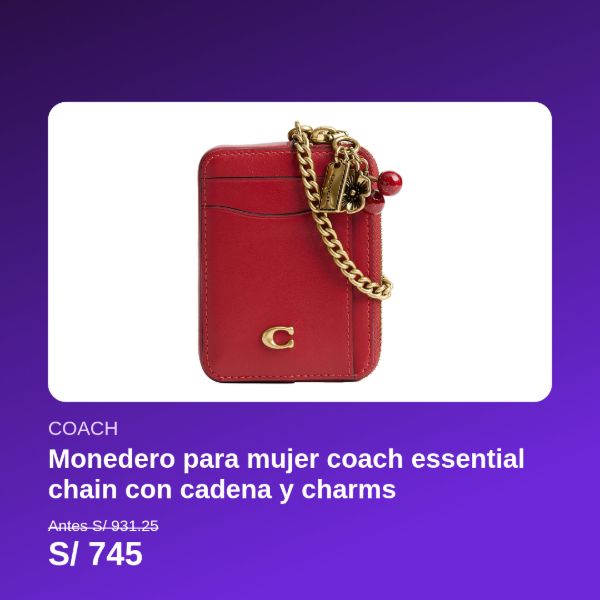 C
COACH
Monedero para mujer coach essential
chain con cadena y charms
Antes S/ 931.25
S/ 745